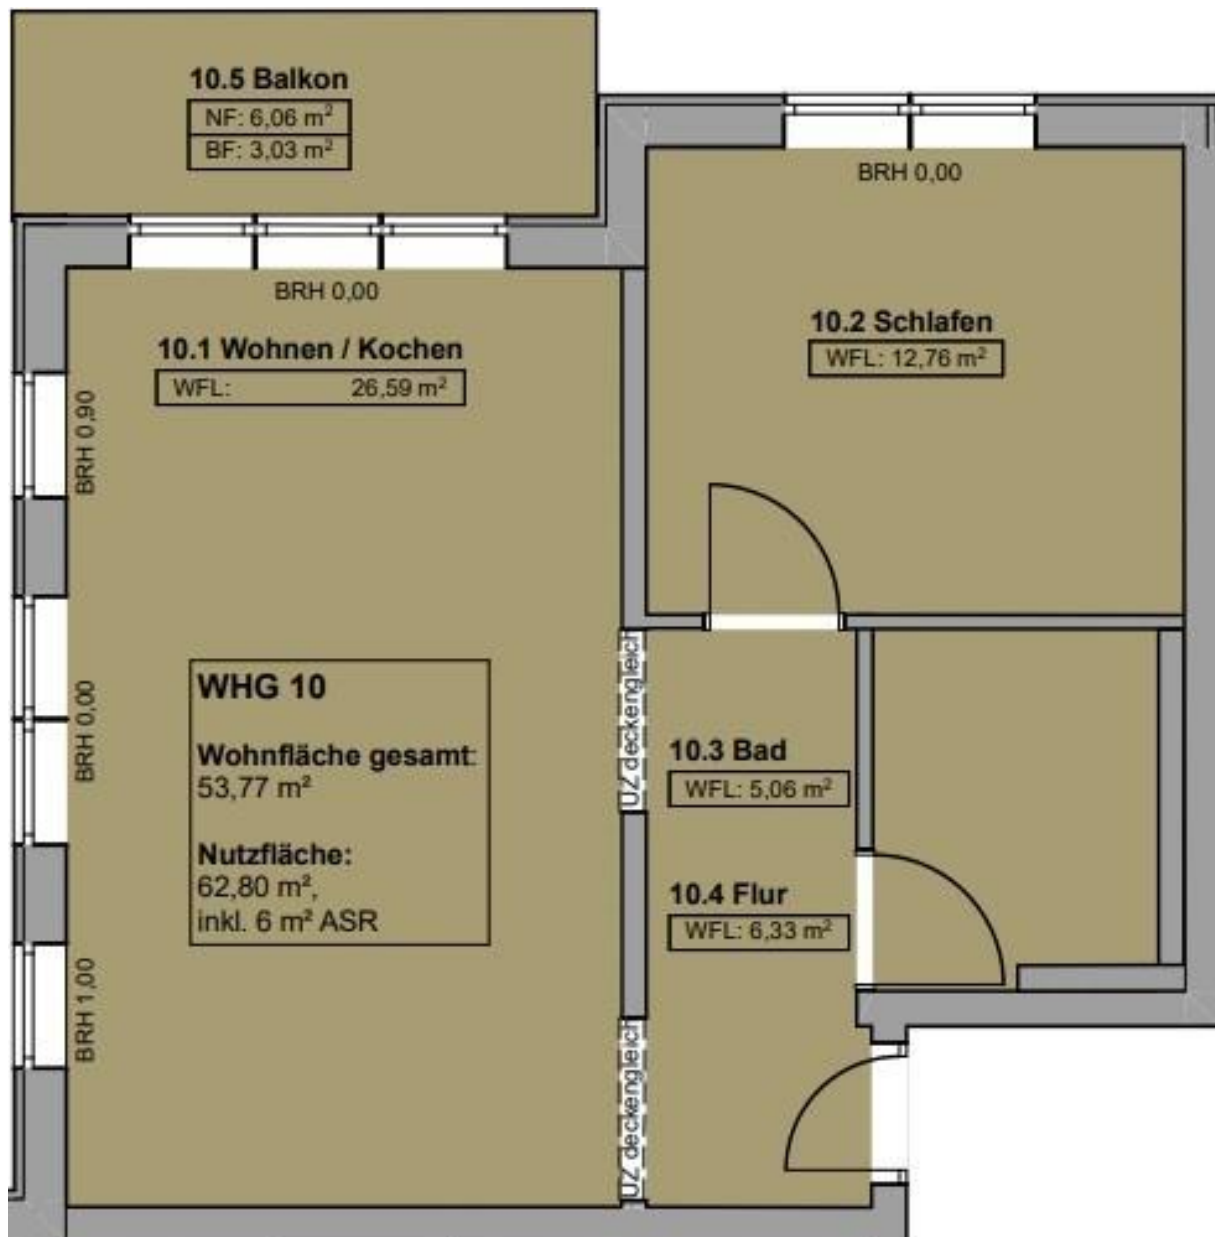 10.5 Balkon
NF: 6,06 m²
BF: 3,03 m²
BRH 0,00
BRH 0,00
10.2 Schlafen
WFL: 12,76 m²
10.1 Wohnen / Kochen
WFL: 26,59 m²
BRH 0,90
BRH 0,00
BRH 1,00
WHG 10
Wohnfläche gesamt:
53,77 m²
Nutzfläche:
62,80 m²,
inkl. 6 m² ASR
UZ deckengleich
10.3 Bad
WFL: 5,06 m²
10.4 Flur
WFL: 6,33 m²
UZ deckengleich